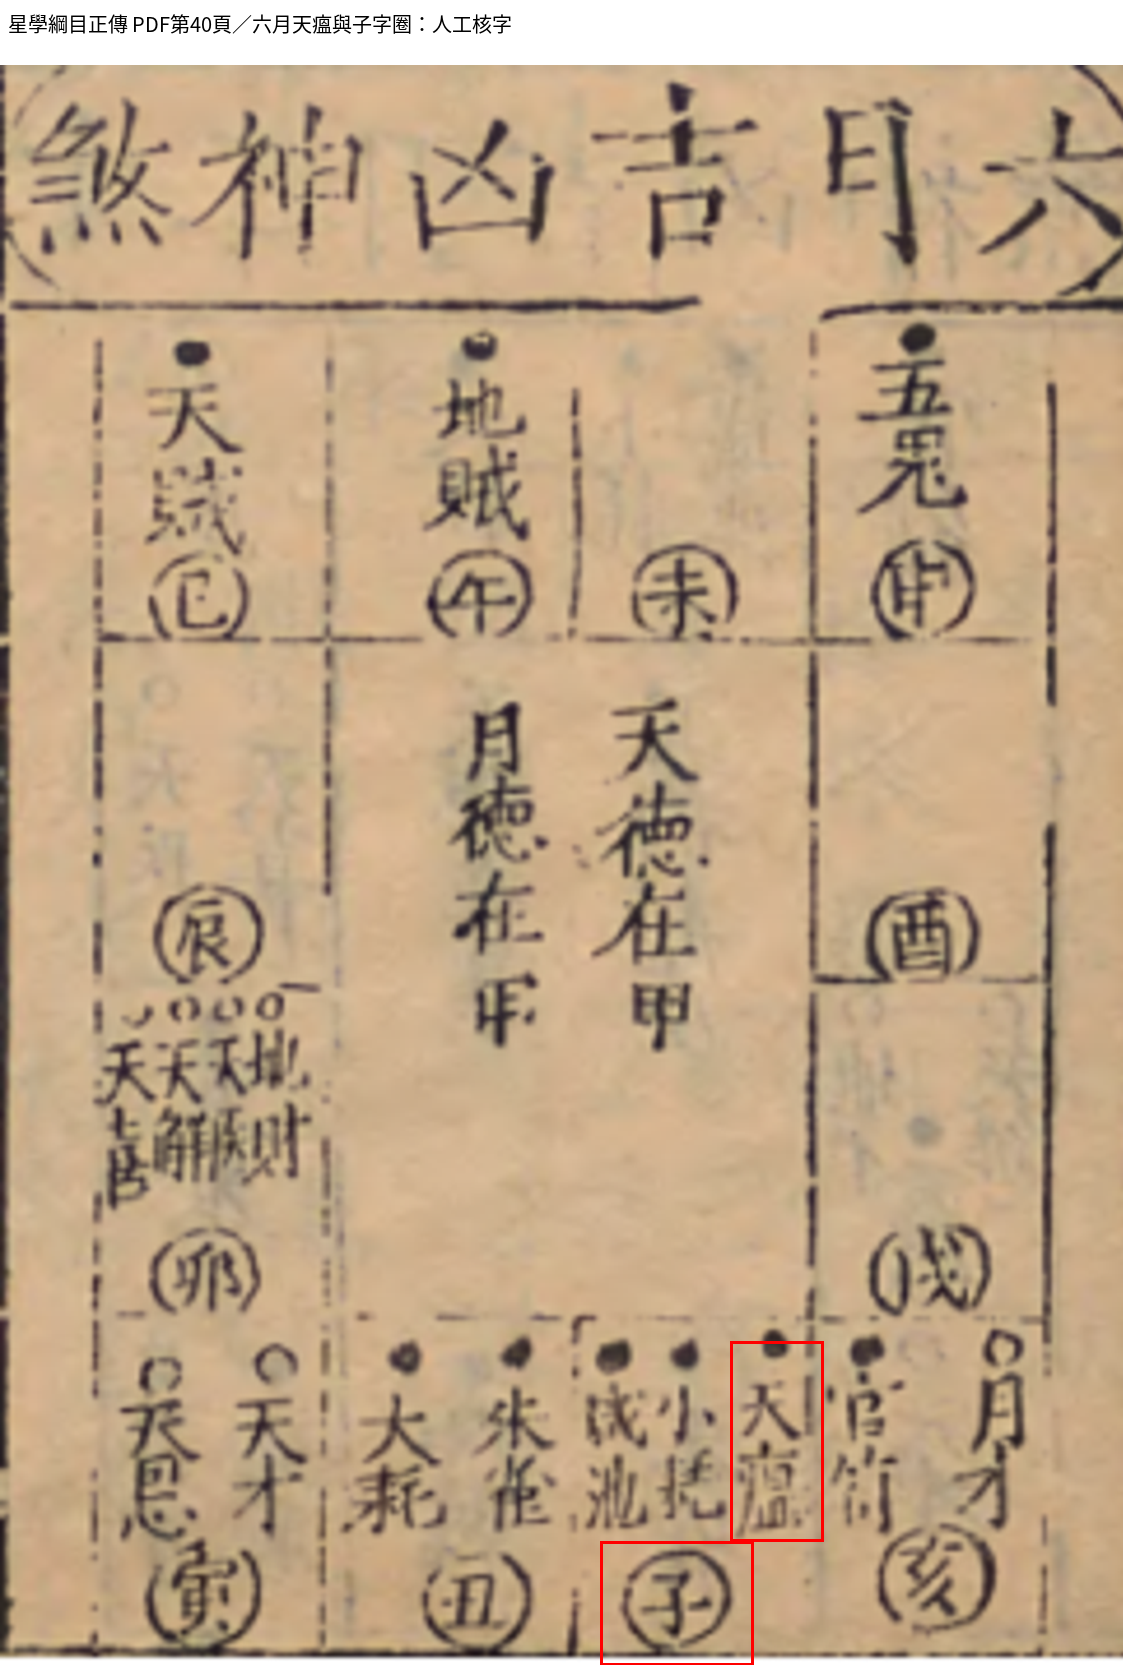 星學綱目正傳 PDF第40頁／六月天瘟與子字圈：人工核字
六月吉凶神煞
五鬼
申
未
地賊
午
天賊
巳
天德在甲
月德在甲
酉
辰
戌
地財
天
天解
天喜
卯
月才
官符
亥
天瘟
小耗
咸池
子
朱雀
大耗
丑
天才
天恩
寅